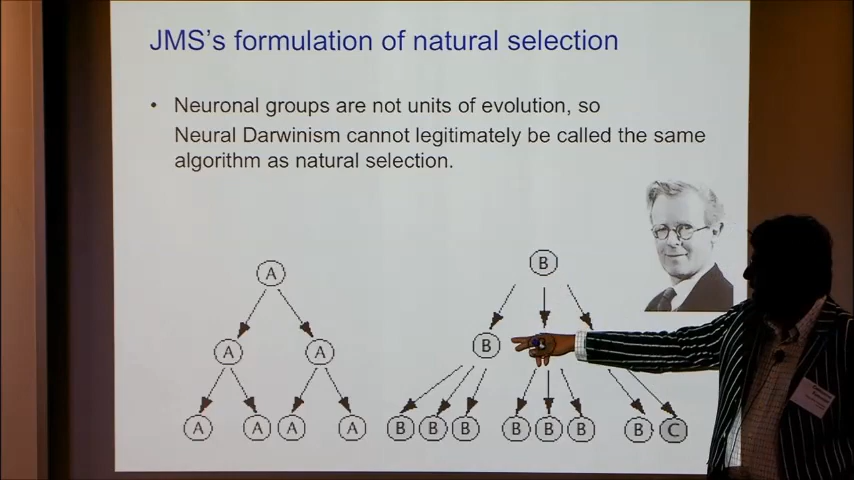 JMS's formulation of natural selection
• Neuronal groups are not units of evolution, so
Neural Darwinism cannot legitimately be called the same
algorithm as natural selection.
A B
A A B
A A A A B B B B B B B C